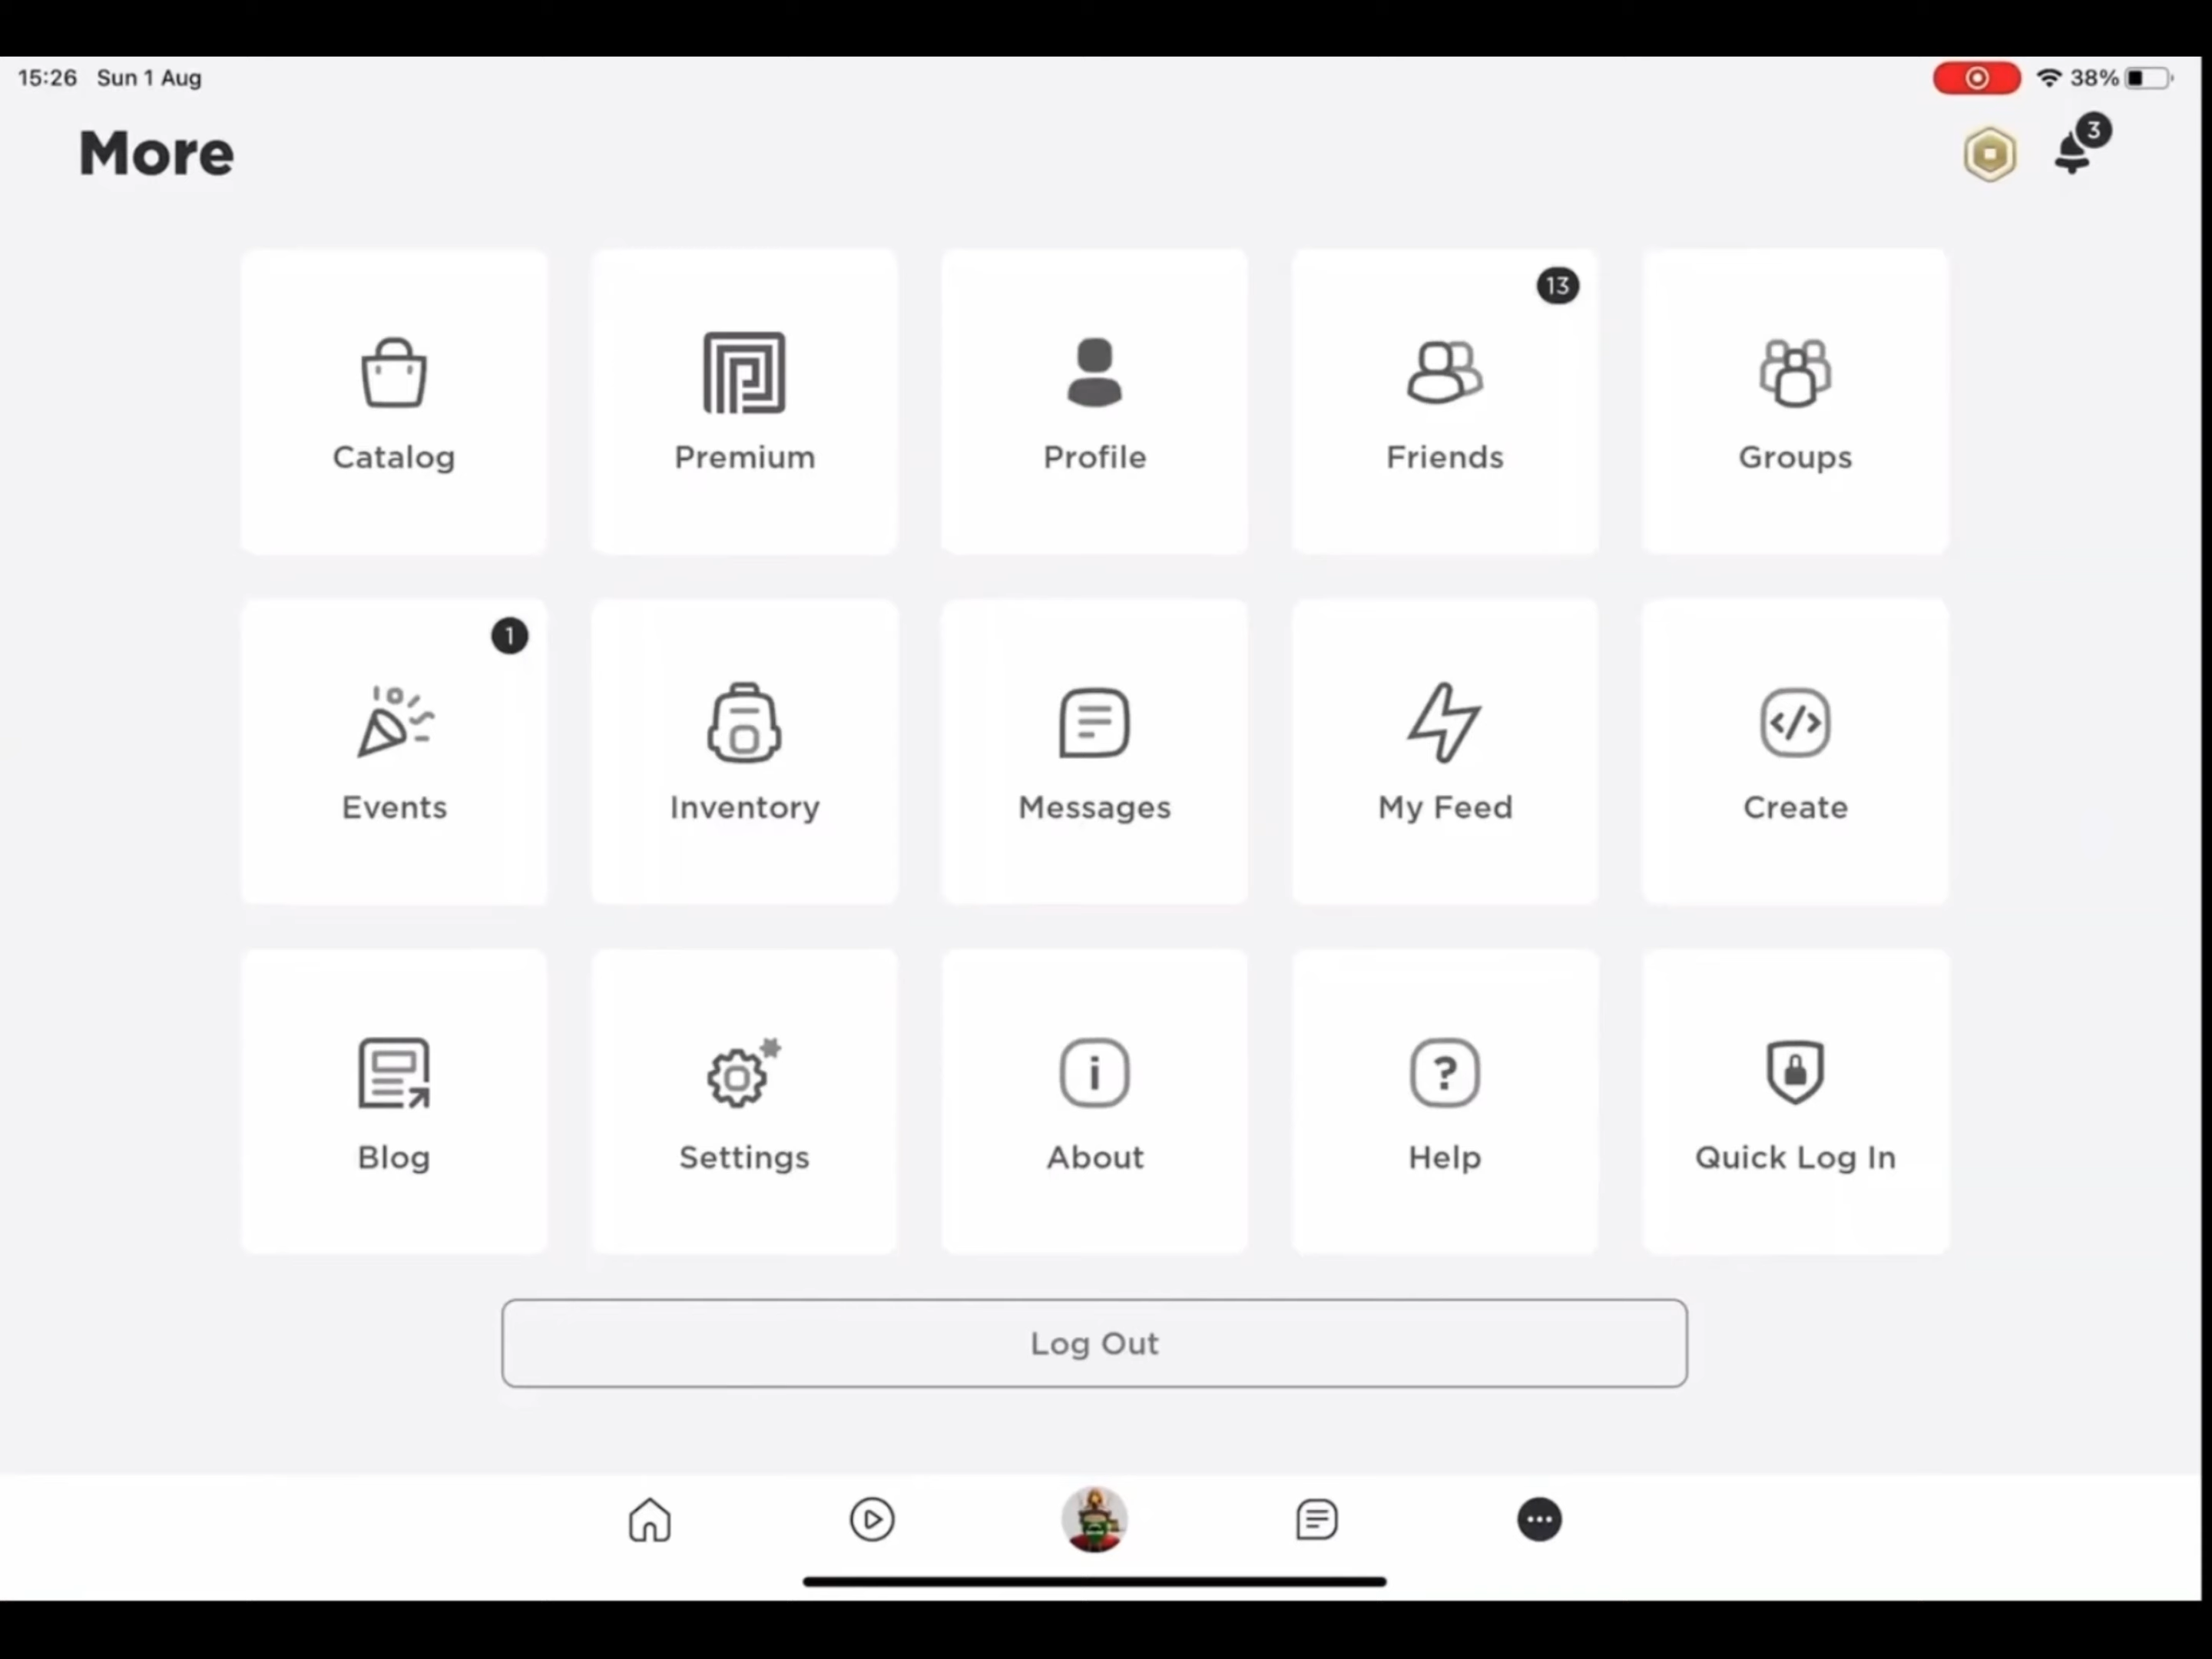 15:26 Sun 1 Aug
38%
More
3
13
Catalog
Premium
Profile
Friends
Groups
1
Events
Inventory
Messages
My Feed
Create
Blog
Settings
About
Help
Quick Log In
Log Out